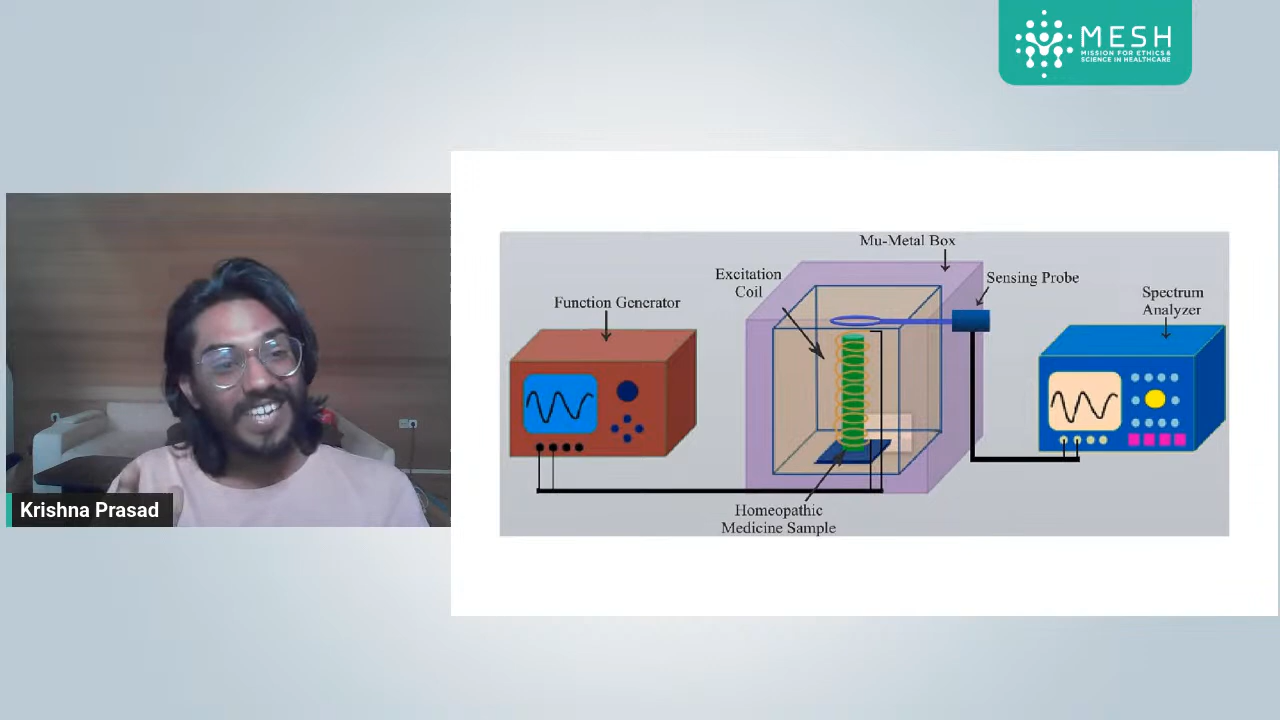 MESH
MISSION FOR ETHICS &
SCIENCE IN HEALTHCARE
Mu-Metal Box
Excitation
Coil
Sensing Probe
Function Generator
Spectrum
Analyzer
Krishna Prasad
Homeopathic
Medicine Sample